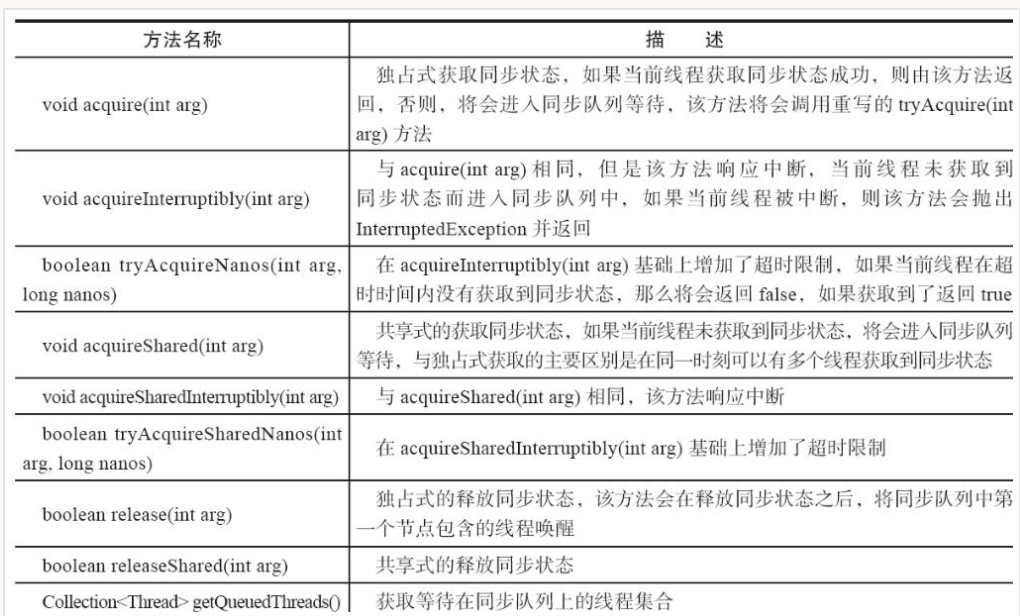 方法名称 描 述
void acquire(int arg)
独占式获取同步状态，如果当前线程获取同步状态成功，则由该方法返
回，否则，将会进入同步队列等待，该方法将会调用重写的 tryAcquire(int
arg) 方法
void acquireInterruptibly(int arg)
与 acquire(int arg) 相同，但是该方法响应中断，当前线程未获取到
同步状态而进入同步队列中，如果当前线程被中断，则该方法会抛出
InterruptedException 并返回
boolean tryAcquireNanos(int arg,
long nanos)
在 acquireInterruptibly(int arg) 基础上增加了超时限制，如果当前线程在超
时时间内没有获取到同步状态，那么将会返回 false，如果获取到了返回 true
void acquireShared(int arg)
共享式的获取同步状态，如果当前线程未获取到同步状态，将会进入同步队列
等待，与独占式获取的主要区别是在同一时刻可以有多个线程获取到同步状态
void acquireSharedInterruptibly(int arg)
与 acquireShared(int arg) 相同，该方法响应中断
boolean tryAcquireSharedNanos(int
arg, long nanos)
在 acquireSharedInterruptibly(int arg) 基础上增加了超时限制
boolean release(int arg)
独占式的释放同步状态，该方法会在释放同步状态之后，将同步队列中第
一个节点包含的线程唤醒
boolean releaseShared(int arg)
共享式的释放同步状态
Collection<Thread> getQueuedThreads()
获取等待在同步队列上的线程集合